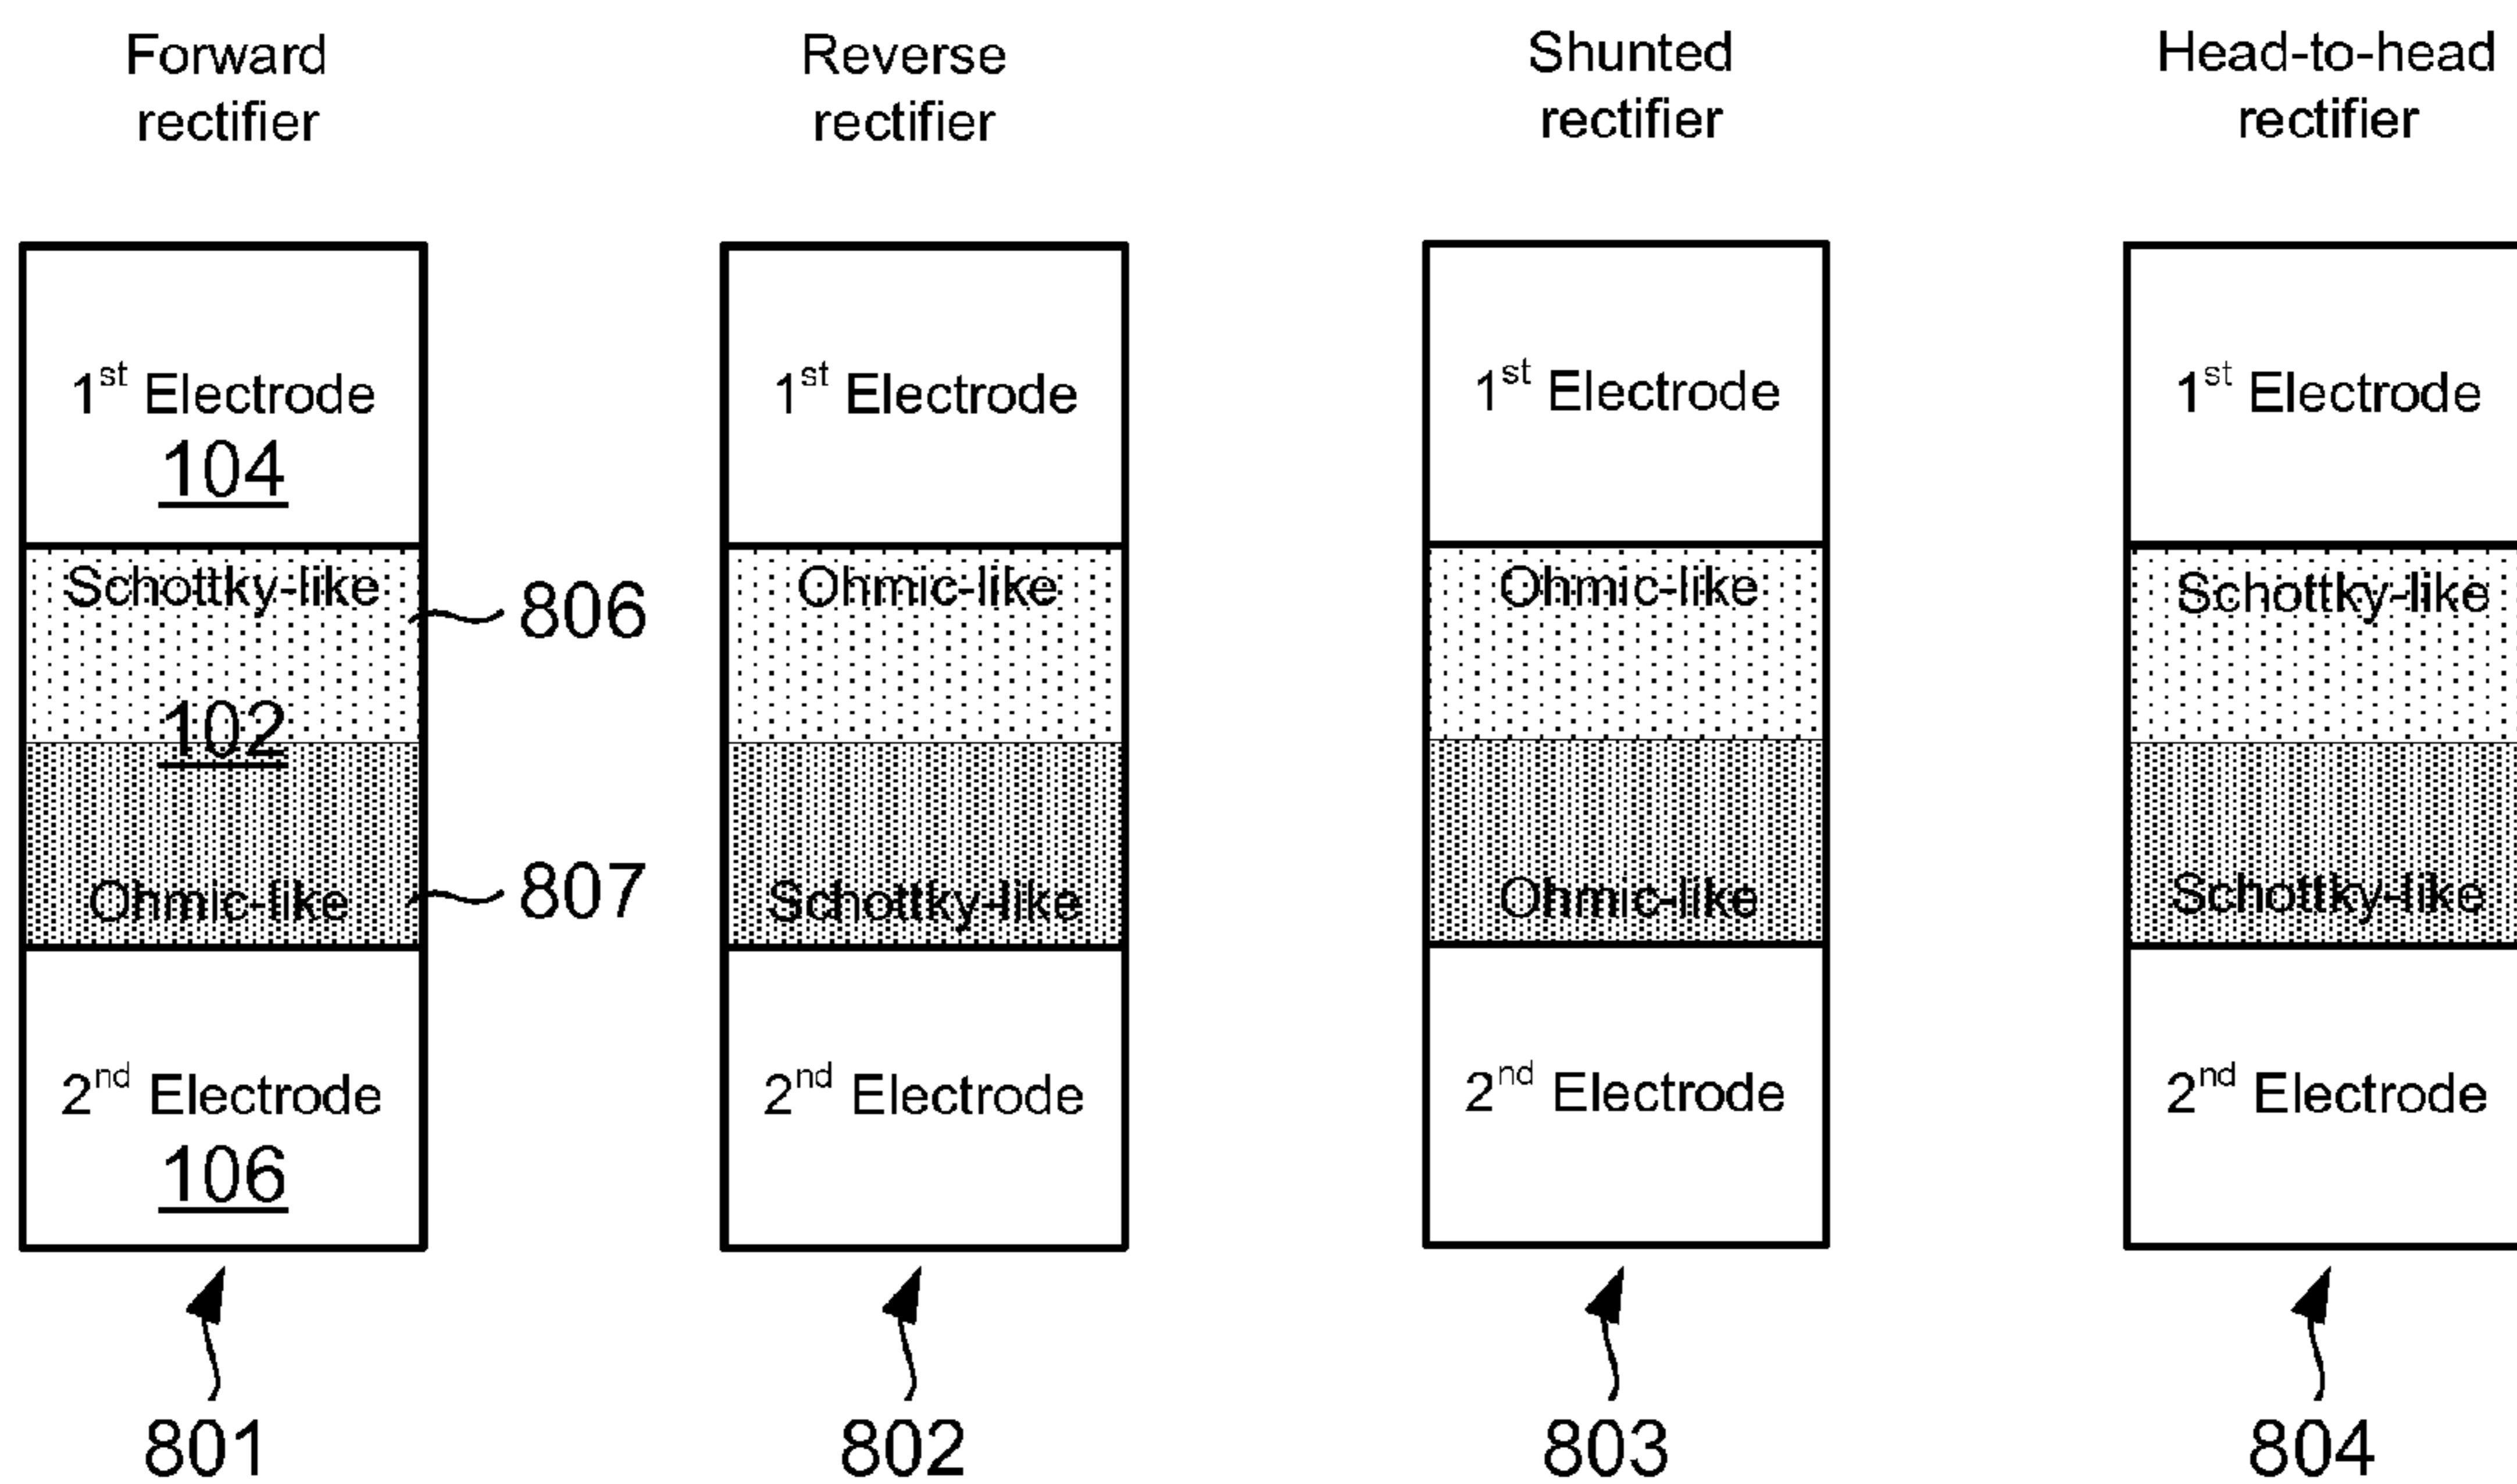 Forward
rectifier
Reverse
rectifier
Shunted
rectifier
Head-to-head
rectifier
1st Electrode
104
Schottky-like
806
102
Ohmic-like
807
2nd Electrode
106
801
1st Electrode
Ohmic-like
Schottky-like
2nd Electrode
802
1st Electrode
Ohmic-like
Ohmic-like
2nd Electrode
803
1st Electrode
Schottky-like
Schottky-like
2nd Electrode
804